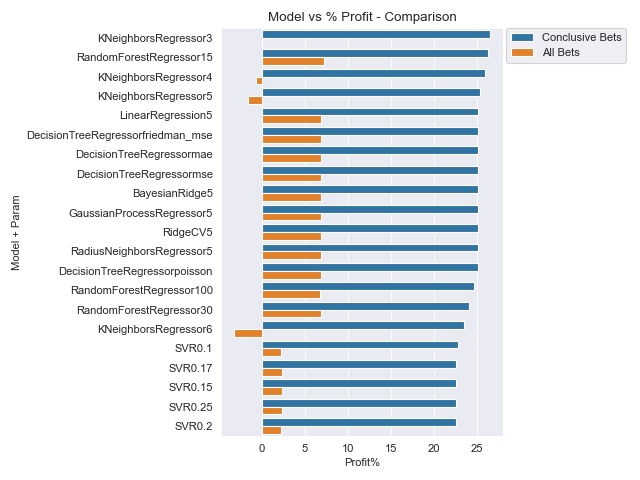 Model vs % Profit - Comparison
Conclusive Bets
All Bets
Model + Param
KNeighborsRegressor3
RandomForestRegressor15
KNeighborsRegressor4
KNeighborsRegressor5
LinearRegression5
DecisionTreeRegressorfriedman_mse
DecisionTreeRegressormae
DecisionTreeRegressormse
BayesianRidge5
GaussianProcessRegressor5
RidgeCV5
RadiusNeighborsRegressor5
DecisionTreeRegressorpoisson
RandomForestRegressor100
RandomForestRegressor30
KNeighborsRegressor6
SVR0.1
SVR0.17
SVR0.15
SVR0.25
SVR0.2
0 5 10 15 20 25
Profit%